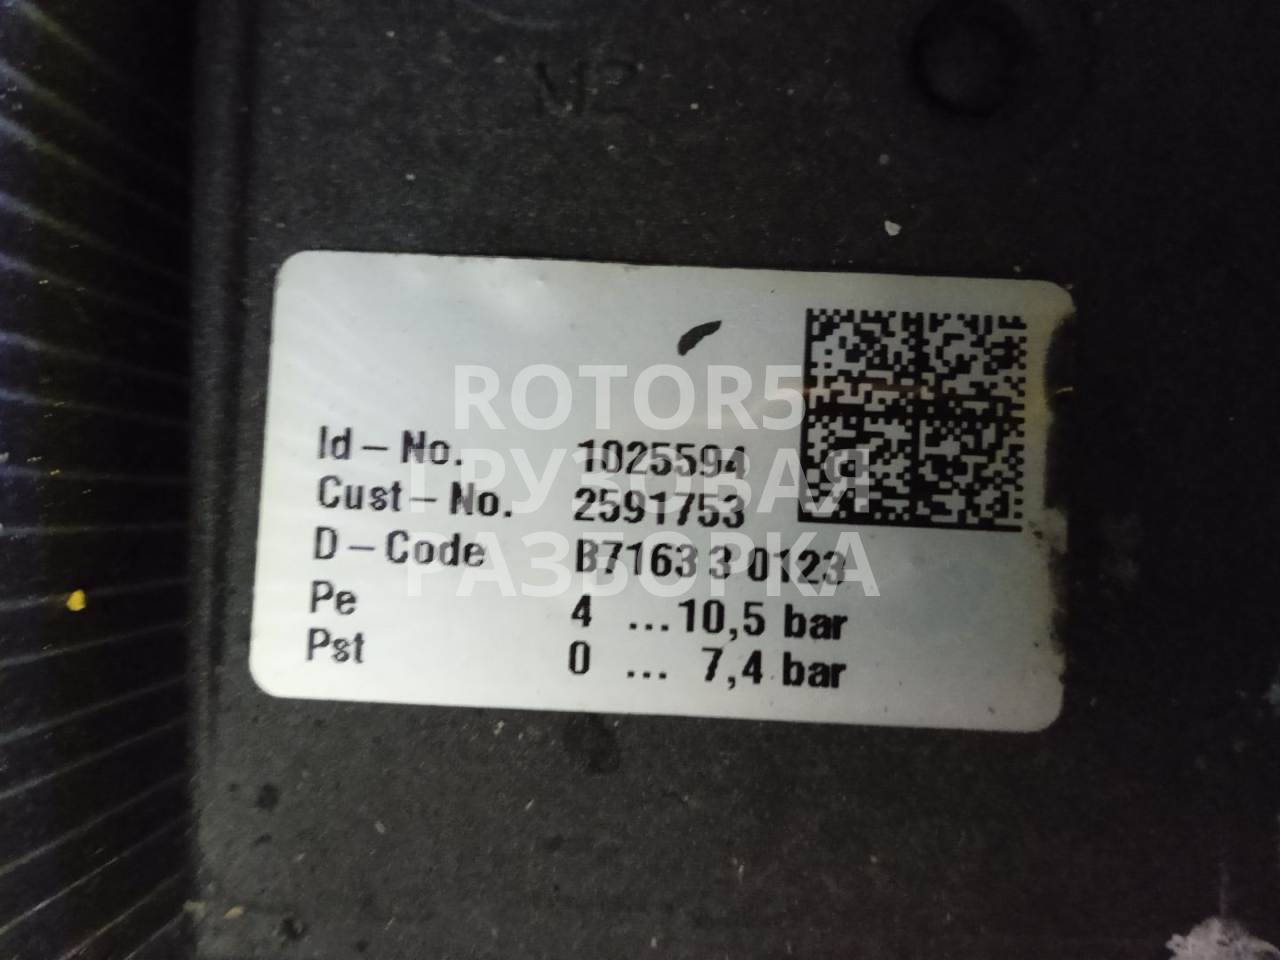 M2
ROTOR5
ГРУЗОВАЯ
РАЗБОРКА
Id-No. 1025594
Cust-No. 2591753
D-Code B7163 3 0123
Pe 4 ...10,5 bar
Pst 0 ... 7,4 bar